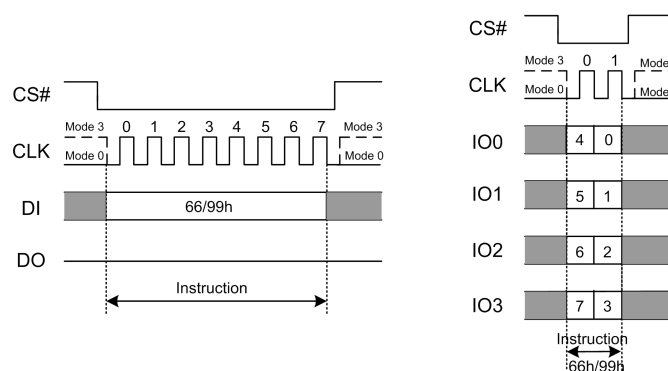 CS#
Mode 3
0 1 2 3 4 5 6 7
Mode 3
CLK
Mode 0
Mode 0
DI
66/99h
DO
Instruction
CS#
Mode 3
0 1
Mode
CLK
Mode 0
Mode
IO0
4 0
IO1
5 1
IO2
6 2
IO3
7 3
Instruction
66h/99h